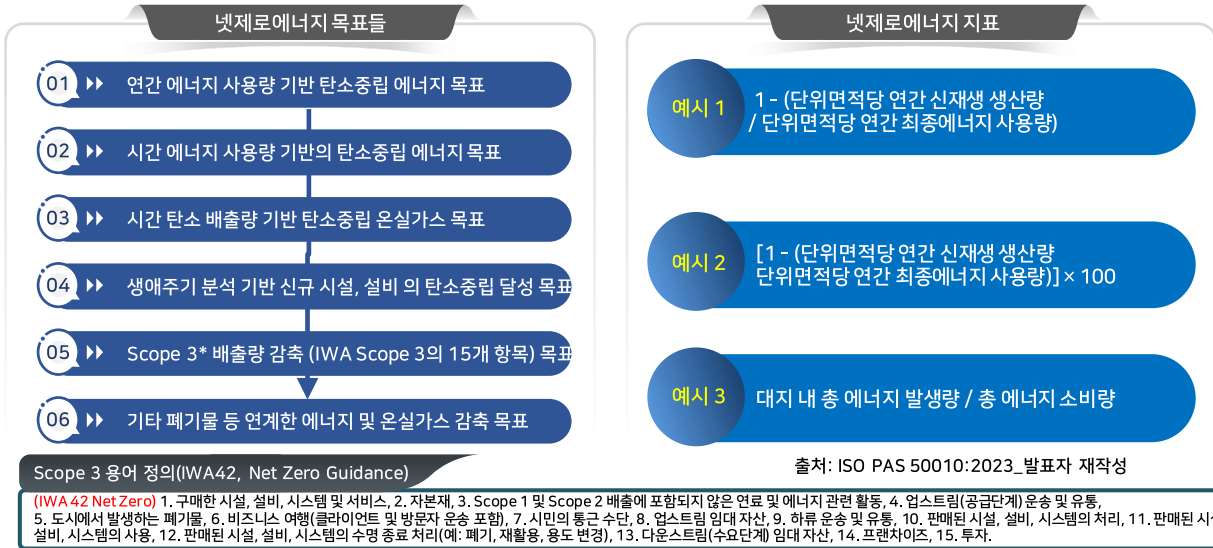 넷제로에너지 목표들
01 연간 에너지 사용량 기반 탄소중립 에너지 목표
02 시간 에너지 사용량 기반의 탄소중립 에너지 목표
03 시간 탄소 배출량 기반 탄소중립 온실가스 목표
04 생애주기 분석 기반 신규 시설, 설비 의 탄소중립 달성 목표
05 Scope 3* 배출량 감축 (IWA Scope 3의 15개 항목) 목표
06 기타 폐기물 등 연계한 에너지 및 온실가스 감축 목표
넷제로에너지 지표
예시 1
1 - (단위면적당 연간 신재생 생산량
/ 단위면적당 연간 최종에너지 사용량)
예시 2
[1 - (단위면적당 연간 신재생 생산량
단위면적당 연간 최종에너지 사용량)] × 100
예시 3
대지 내 총 에너지 발생량 / 총 에너지 소비량
출처: ISO PAS 50010:2023_발표자 재작성
Scope 3 용어 정의(IWA42, Net Zero Guidance)
(IWA 42 Net Zero) 1. 구매한 시설, 설비, 시스템 및 서비스, 2. 자본재, 3. Scope 1 및 Scope 2 배출에 포함되지 않은 연료 및 에너지 관련 활동, 4. 업스트림(공급단계) 운송 및 유통,
5. 도시에서 발생하는 폐기물, 6. 비즈니스 여행(클라이언트 및 방문자 운송 포함), 7. 시민의 통근 수단, 8. 업스트림 임대 자산, 9. 하류 운송 및 유통, 10. 판매된 시설, 설비, 시스템의 처리, 11. 판매된
설비, 시스템의 사용, 12. 판매된 시설, 설비, 시스템의 수명 종료 처리(예: 폐기, 재활용, 용도 변경), 13. 다운스트림(수요단계) 임대 자산, 14. 프랜차이즈, 15. 투자.